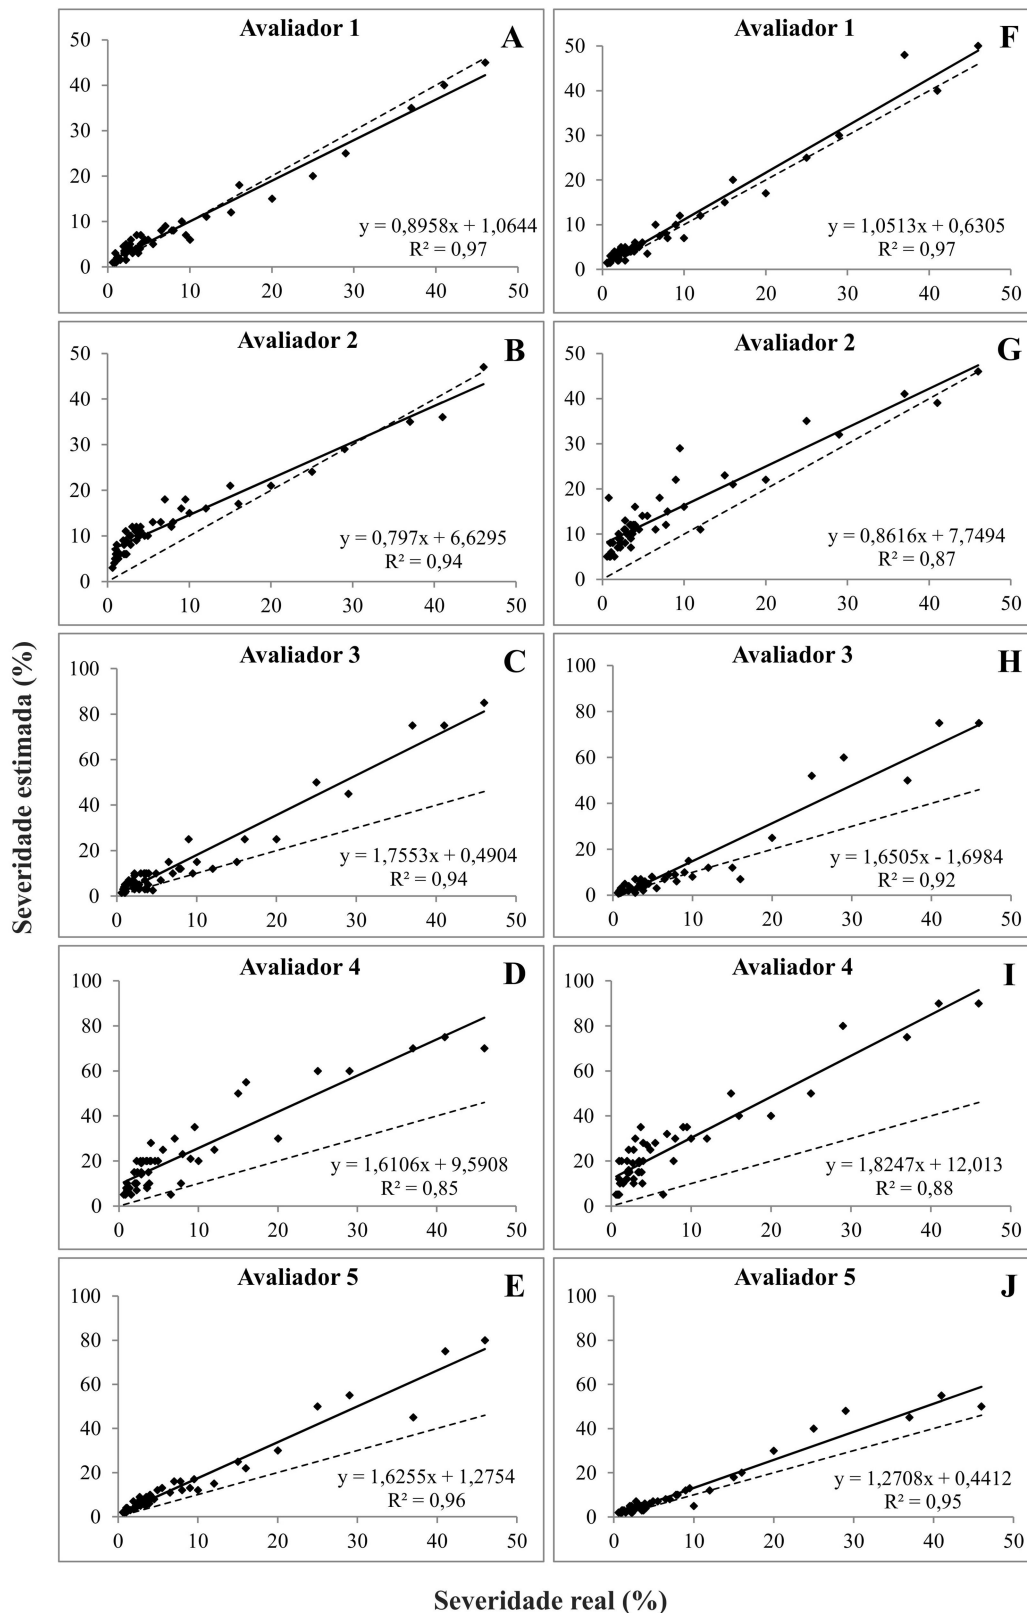 Avaliador 1
A
50
40
30
20
10
0
y = 0,8958x + 1,0644
R² = 0,97
0 10 20 30 40 50
Avaliador 1
F
50
40
30
20
10
0
y = 1,0513x + 0,6305
R² = 0,97
0 10 20 30 40 50
Avaliador 2
B
50
40
30
20
10
0
y = 0,797x + 6,6295
R² = 0,94
0 10 20 30 40 50
Avaliador 2
G
50
40
30
20
10
0
y = 0,8616x + 7,7494
R² = 0,87
0 10 20 30 40 50
Severidade estimada (%)
Avaliador 3
C
100
80
60
40
20
0
y = 1,7553x + 0,4904
R² = 0,94
0 10 20 30 40 50
Avaliador 3
H
100
80
60
40
20
0
y = 1,6505x - 1,6984
R² = 0,92
0 10 20 30 40 50
Avaliador 4
D
100
80
60
40
20
0
y = 1,6106x + 9,5908
R² = 0,85
0 10 20 30 40 50
Avaliador 4
I
100
80
60
40
20
0
y = 1,8247x + 12,013
R² = 0,88
0 10 20 30 40 50
Avaliador 5
E
100
80
60
40
20
0
y = 1,6255x + 1,2754
R² = 0,96
0 10 20 30 40 50
Avaliador 5
J
100
80
60
40
20
0
y = 1,2708x + 0,4412
R² = 0,95
0 10 20 30 40 50
Severidade real (%)